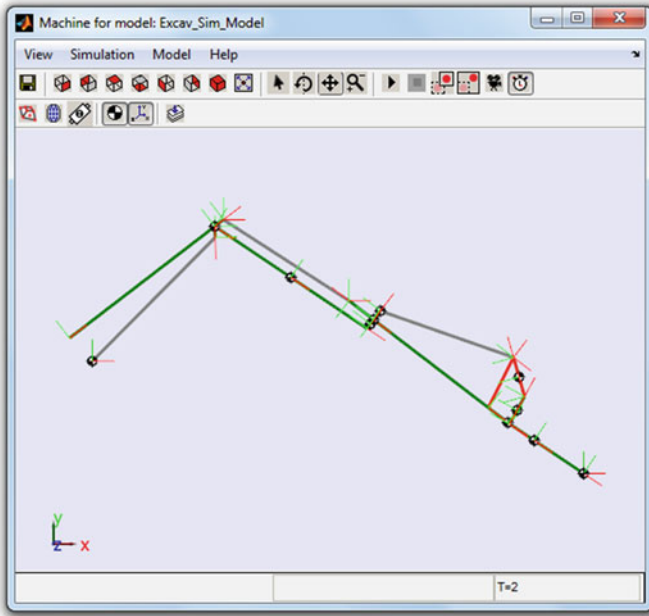 Machine for model: Excav_Sim_Model
View Simulation Model Help
y
z x
T=2